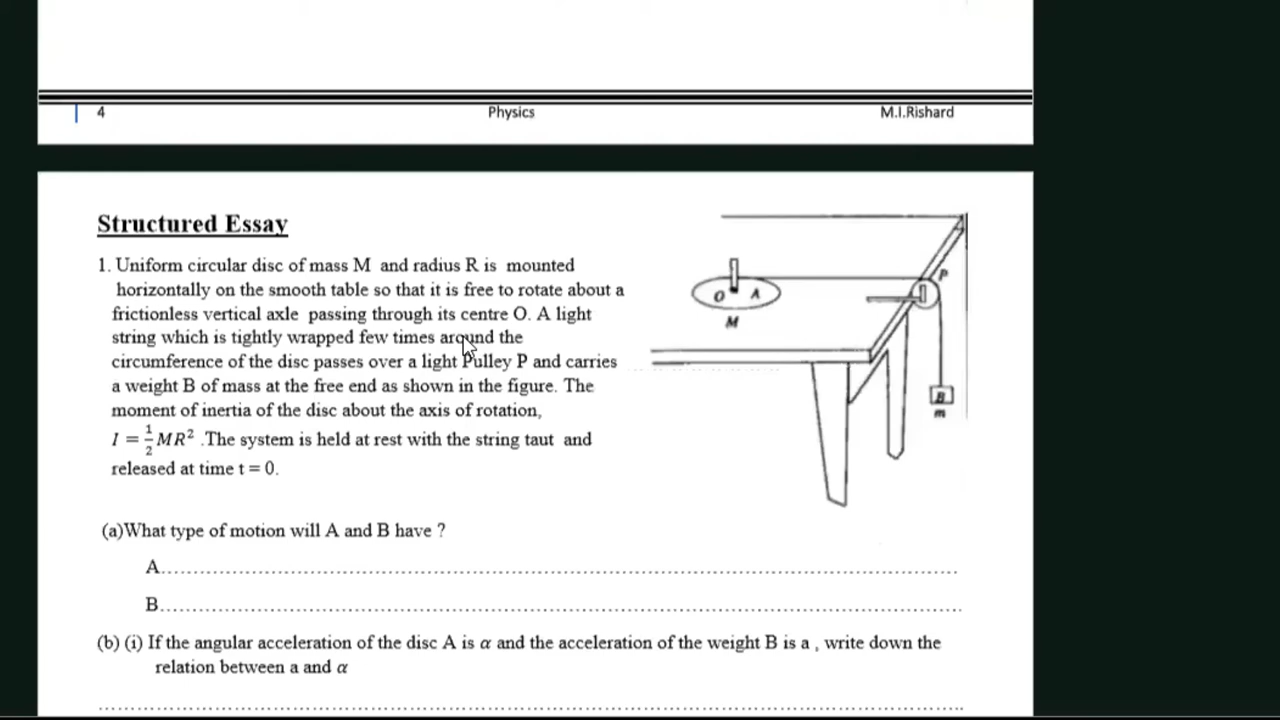 4 Physics M.I.Rishard
Structured Essay
1. Uniform circular disc of mass M and radius R is mounted
horizontally on the smooth table so that it is free to rotate about a
frictionless vertical axle passing through its centre O. A light
string which is tightly wrapped few times around the
circumference of the disc passes over a light Pulley P and carries
a weight B of mass at the free end as shown in the figure. The
moment of inertia of the disc about the axis of rotation,
I = 1/2 MR² .The system is held at rest with the string taut and
released at time t = 0.
P
O A
M
B
m
(a)What type of motion will A and B have ?
A....................................................................................................
B....................................................................................................
(b) (i) If the angular acceleration of the disc A is α and the acceleration of the weight B is a , write down the
relation between a and α
....................................................................................................